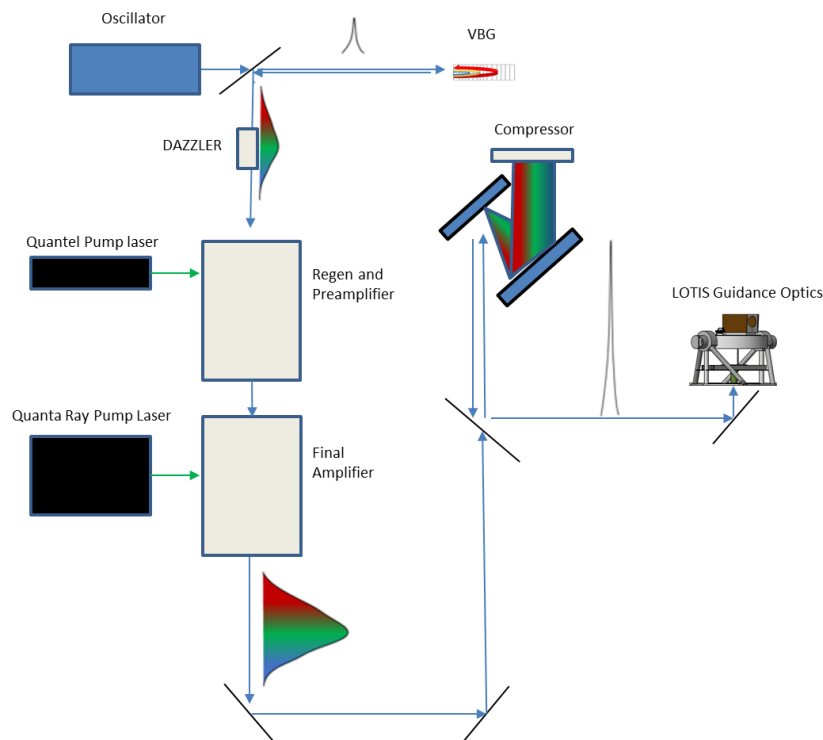 Oscillator
VBG
DAZZLER
Compressor
Quantel Pump laser
Regen and
Preamplifier
LOTIS Guidance Optics
Quanta Ray Pump Laser
Final
Amplifier